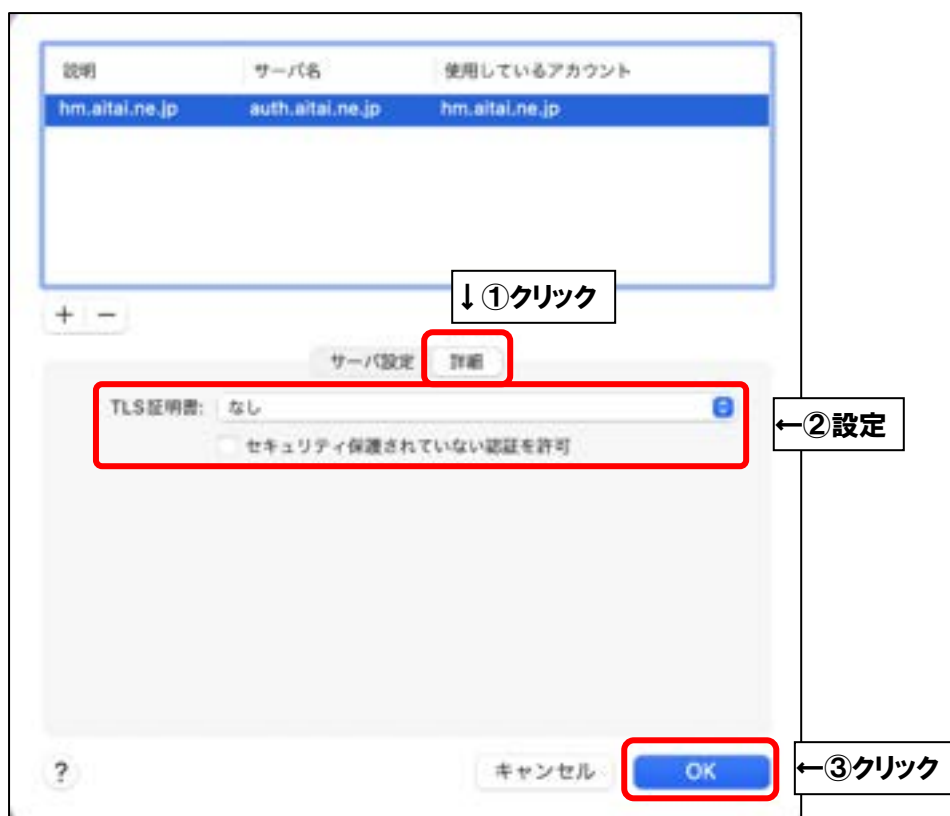 説明 サーバ名 使用しているアカウント
hm.aitai.ne.jp auth.aitai.ne.jp hm.aitai.ne.jp
↓①クリック
+ −
サーバ設定 詳細
TLS証明書: なし
←②設定
セキュリティ保護されていない認証を許可
? キャンセル OK ←③クリック